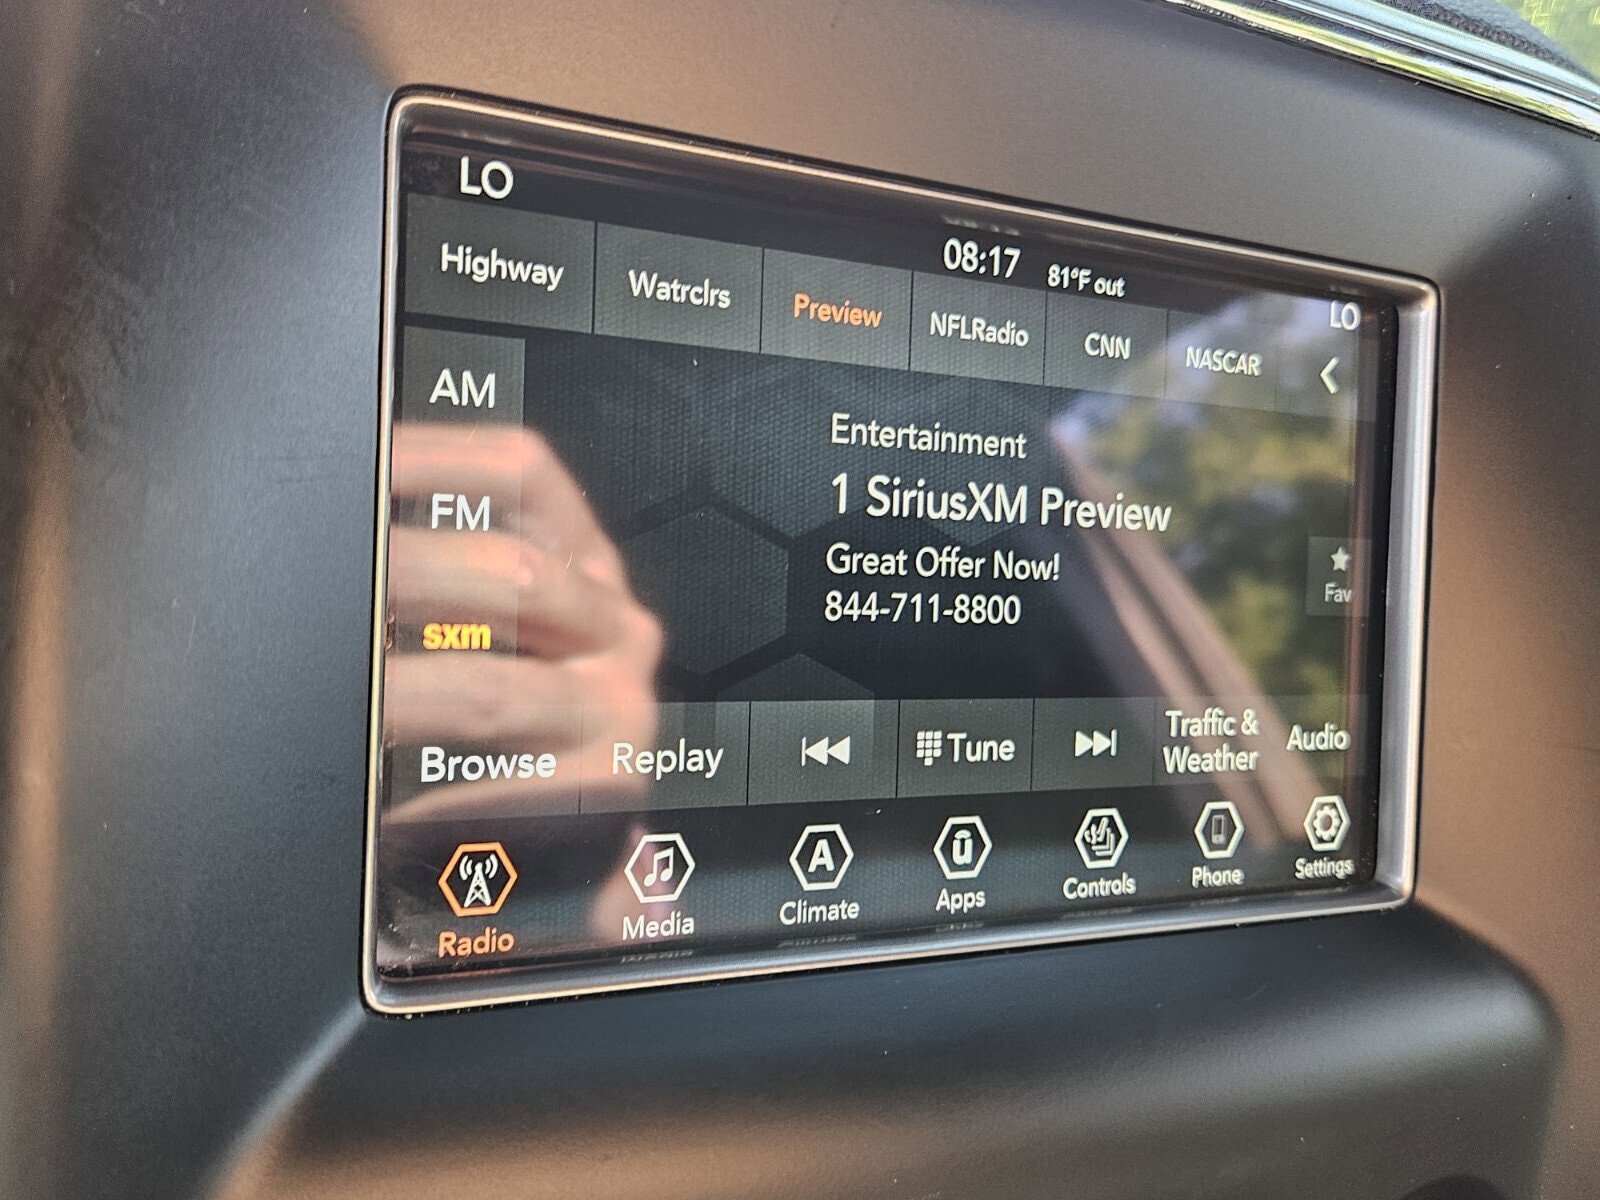 LO
08:17 81°F out
LO
Highway Watrclrs Preview NFLRadio CNN NASCAR
AM
FM
sxm
Entertainment
1 SiriusXM Preview
Great Offer Now!
844-711-8800
Fav
Browse Replay Tune Traffic & Weather Audio
A
Radio Media Climate Apps Controls Phone Settings